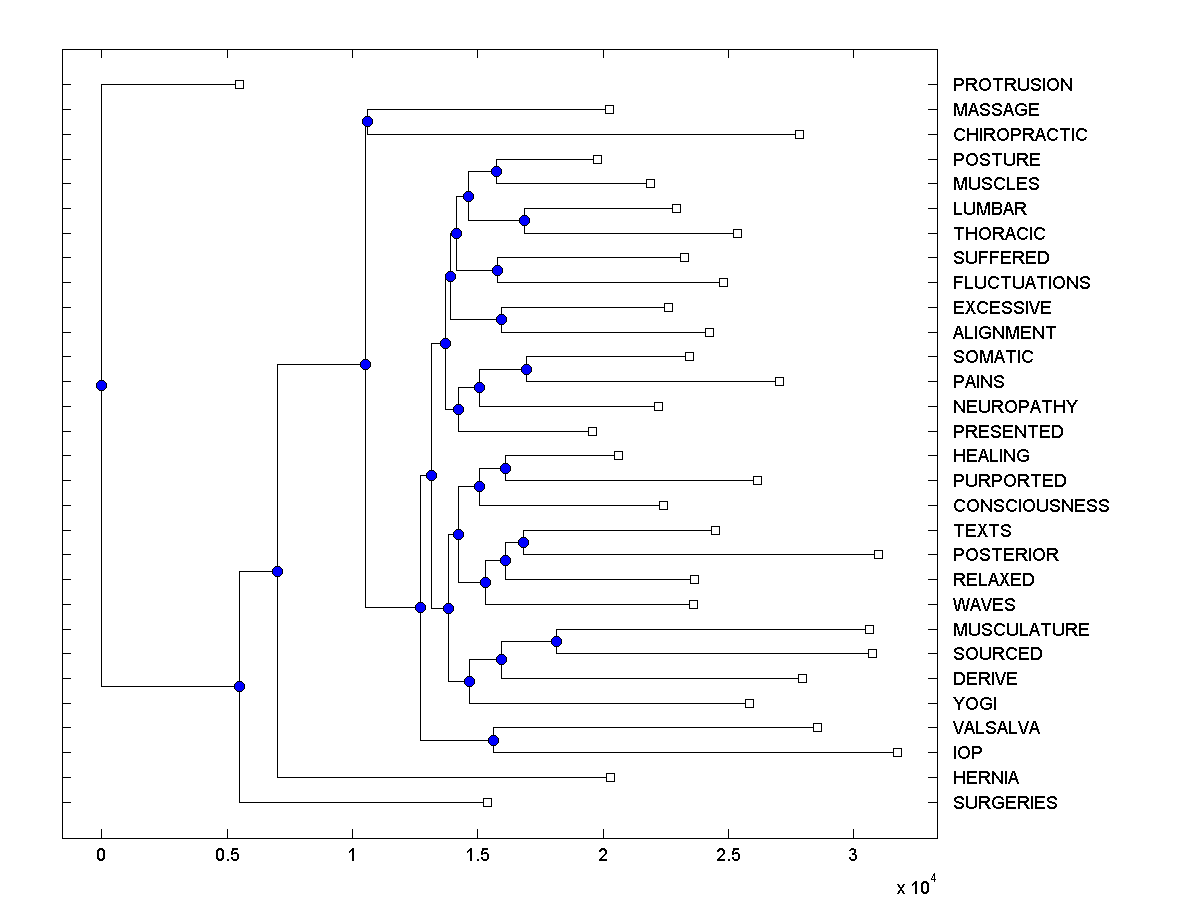 PROTRUSION
MASSAGE
CHIROPRACTIC
POSTURE
MUSCLES
LUMBAR
THORACIC
SUFFERED
FLUCTUATIONS
EXCESSIVE
ALIGNMENT
SOMATIC
PAINS
NEUROPATHY
PRESENTED
HEALING
PURPORTED
CONSCIOUSNESS
TEXTS
POSTERIOR
RELAXED
WAVES
MUSCULATURE
SOURCED
DERIVE
YOGI
VALSALVA
IOP
HERNIA
SURGERIES
0 0.5 1 1.5 2 2.5 3
x 10^4